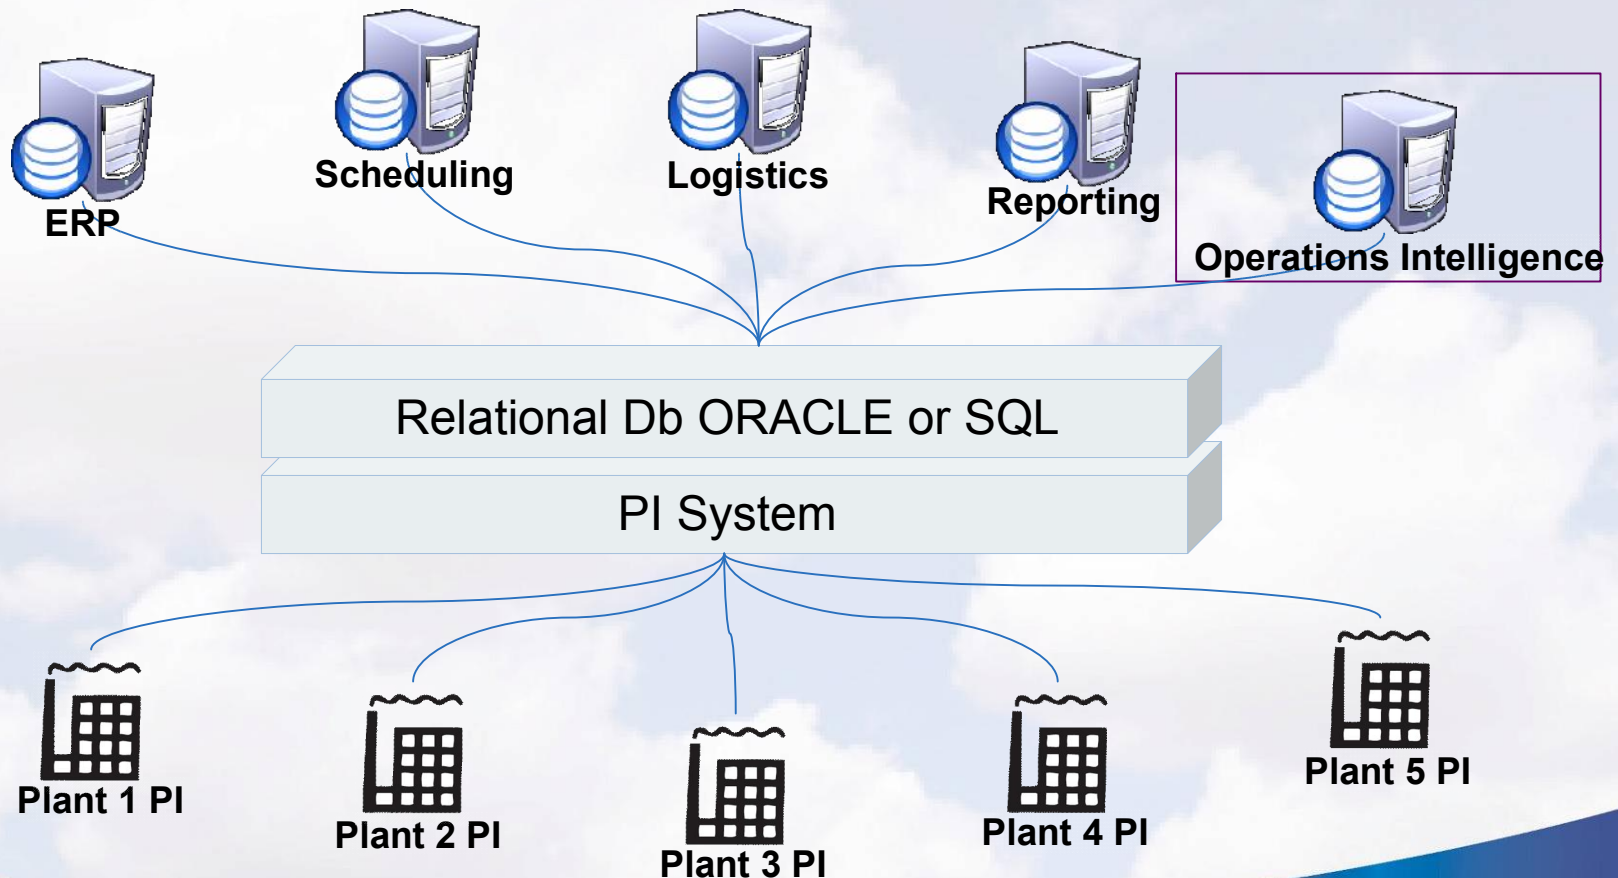 ERP
Scheduling
Logistics
Reporting
Operations Intelligence
Relational Db ORACLE or SQL
PI System
Plant 1 PI
Plant 2 PI
Plant 3 PI
Plant 4 PI
Plant 5 PI